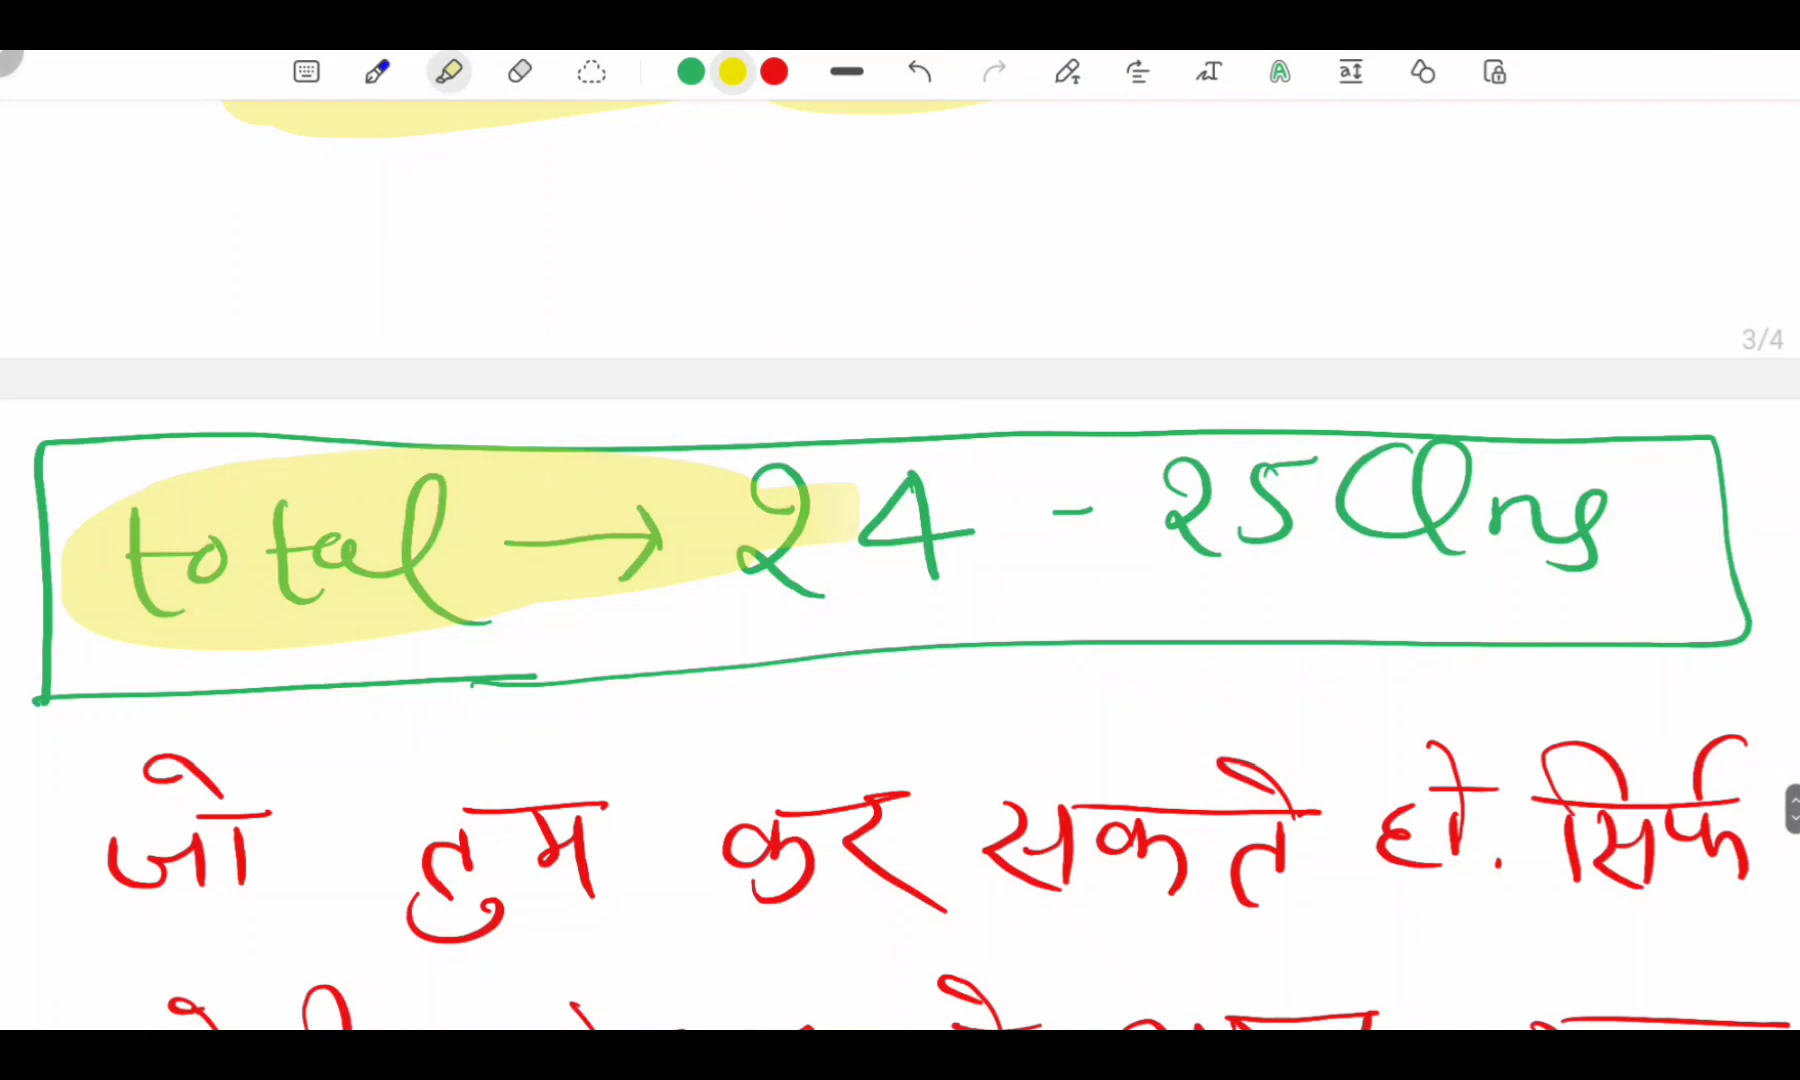 3/4
total → 24 - 25 Qns
जो तुम कर सकते हो. सिर्फ